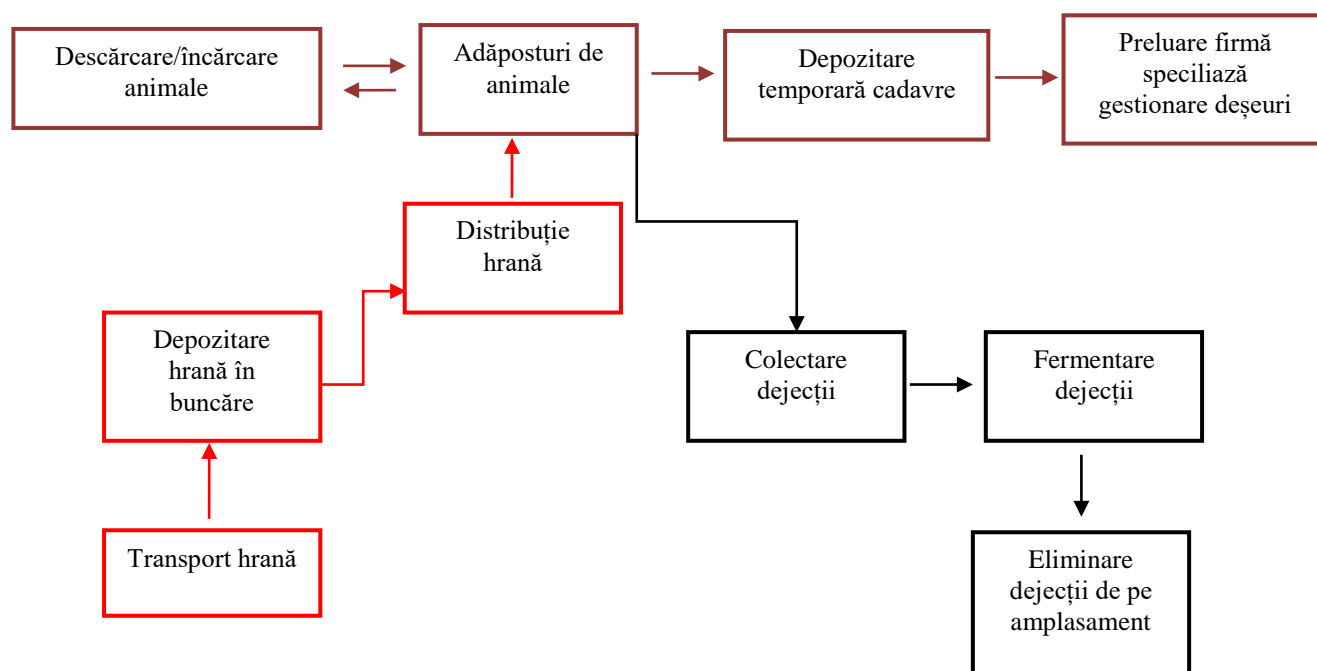 Descărcare/încărcare
animale
Adăposturi de
animale
Depozitare
temporară cadavre
Preluare firmă
speciliază
gestionare deșeuri
Distribuție
hrană
Depozitare
hrană în
buncăre
Transport hrană
Colectare
dejecții
Fermentare
dejecții
Eliminare
dejecții de pe
amplasament